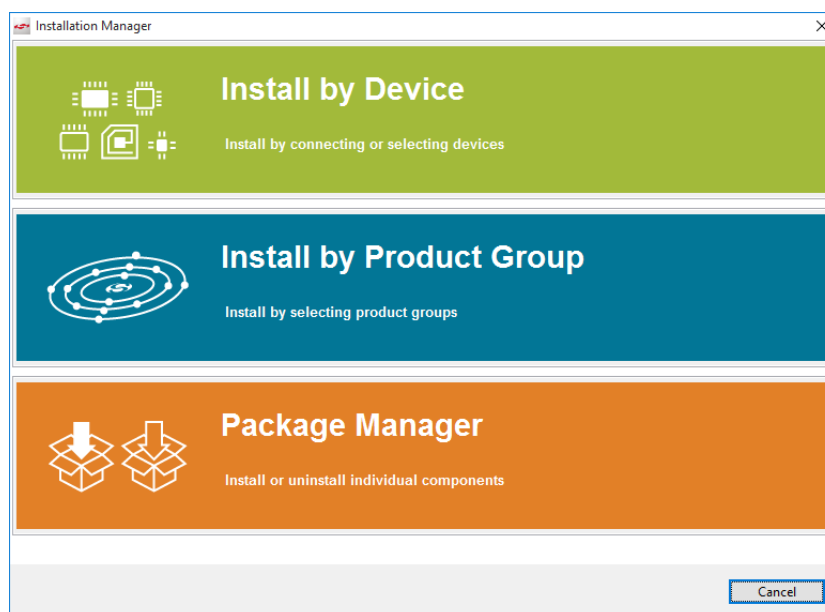 Installation Manager
Install by Device
Install by connecting or selecting devices
Install by Product Group
Install by selecting product groups
Package Manager
Install or uninstall individual components
Cancel